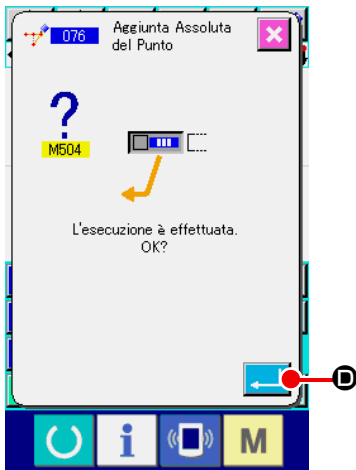 076
Aggiunta Assoluta
del Punto
?
M504
L'esecuzione è effettuata.
OK?
D
i
M